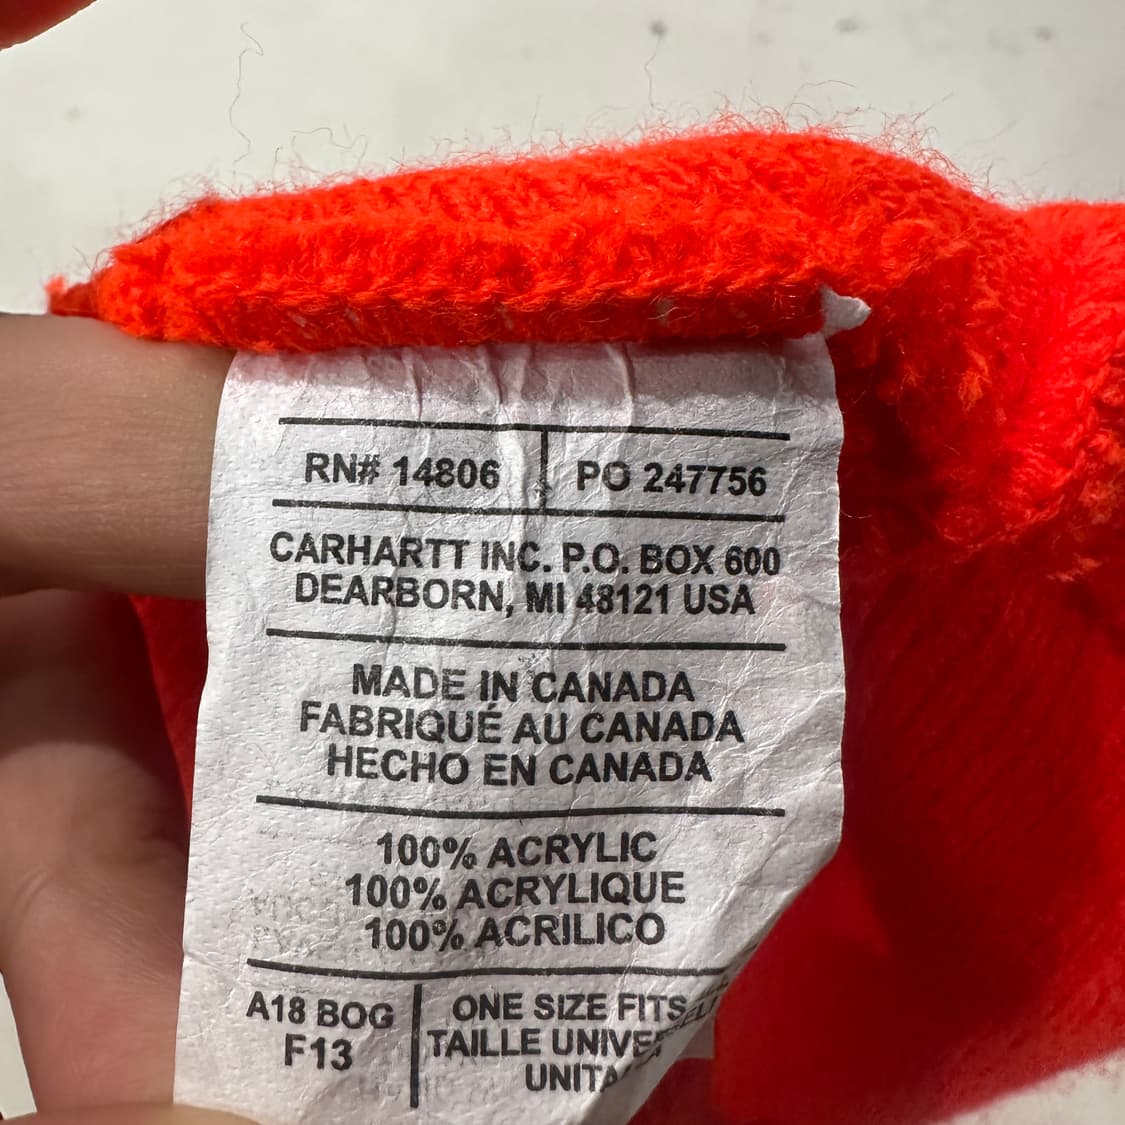 RN# 14806 PO 247756
CARHARTT INC. P.O. BOX 600
DEARBORN, MI 48121 USA
MADE IN CANADA
FABRIQUÉ AU CANADA
HECHO EN CANADA
100% ACRYLIC
100% ACRYLIQUE
100% ACRILICO
A18 BOG
F13
ONE SIZE FITS
TAILLE